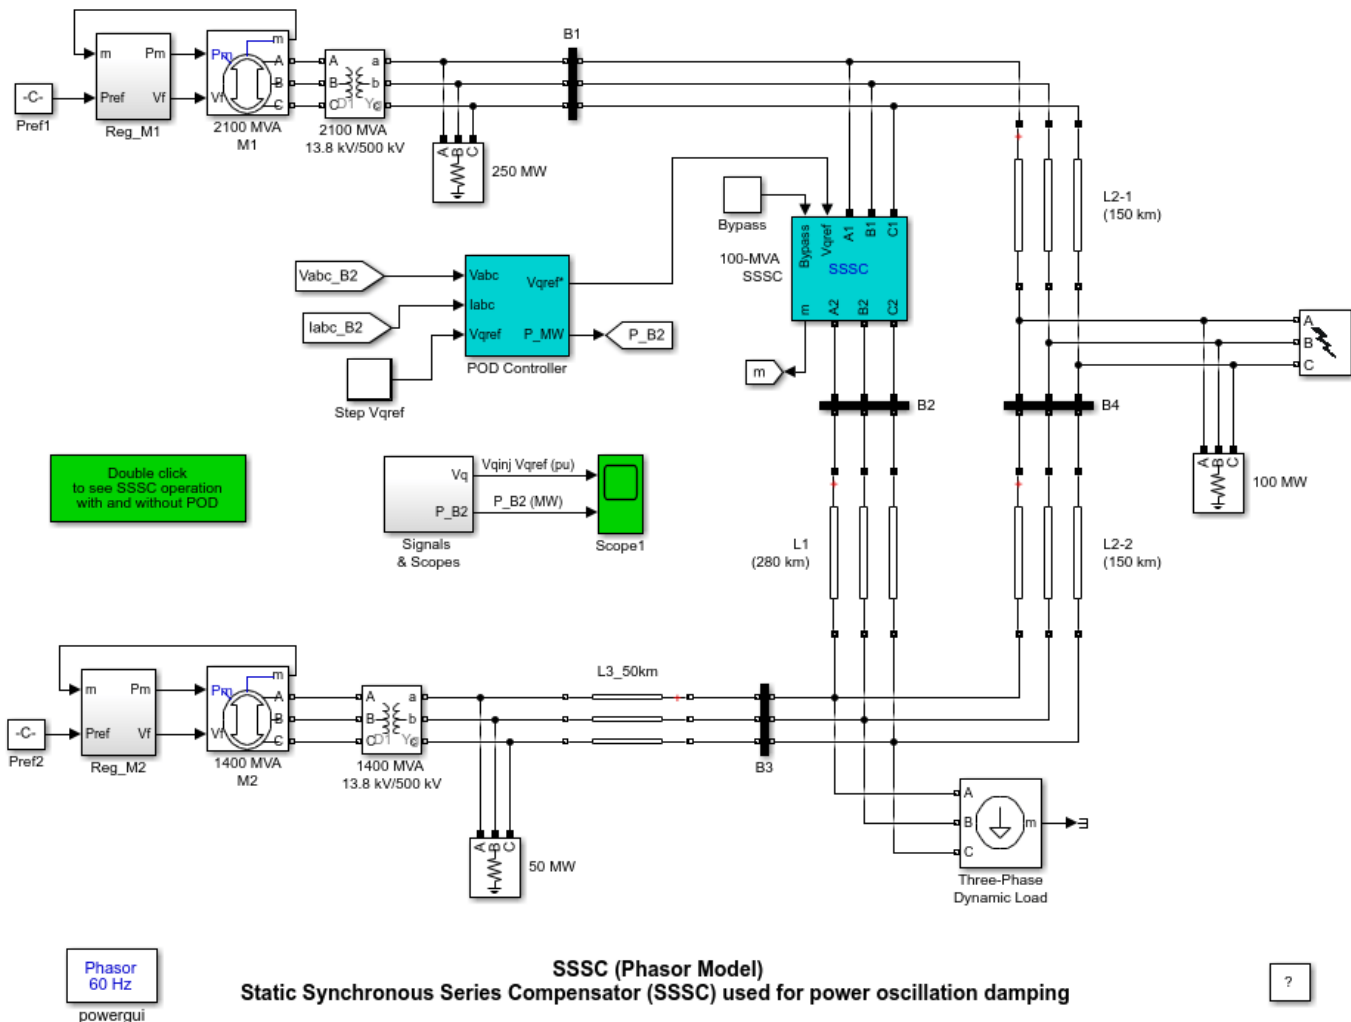 B1
m
Pm
Pref
Vf
Reg_M1
-C-
Pref1
Pm
m
A
B
C
Vf
2100 MVA
M1
A
B
C
a
b
c
D1
Yg
2100 MVA
13.8 kV/500 kV
A
B
C
250 MW
Bypass
Bypass
Vqref
A1
B1
C1
SSSC
m
A2
B2
C2
100-MVA
SSSC
L2-1
(150 km)
Vabc_B2
Iabc_B2
Vabc
Iabc
Vqref
Vqref*
P_MW
POD Controller
P_B2
Step Vqref
m
B2
B4
A
B
C
A
B
C
100 MW
Double click
to see SSSC operation
with and without POD
Vq
P_B2
Signals
& Scopes
Vqinj Vqref (pu)
P_B2 (MW)
Scope1
L1
(280 km)
L2-2
(150 km)
m
Pm
Pref
Vf
Reg_M2
-C-
Pref2
Pm
m
A
B
C
Vf
1400 MVA
M2
A
B
C
a
b
c
D1
Yg
1400 MVA
13.8 kV/500 kV
L3_50km
B3
A
B
C
50 MW
A
B
C
m
Three-Phase
Dynamic Load
Phasor
60 Hz
powergui
SSSC (Phasor Model)
Static Synchronous Series Compensator (SSSC) used for power oscillation damping
?